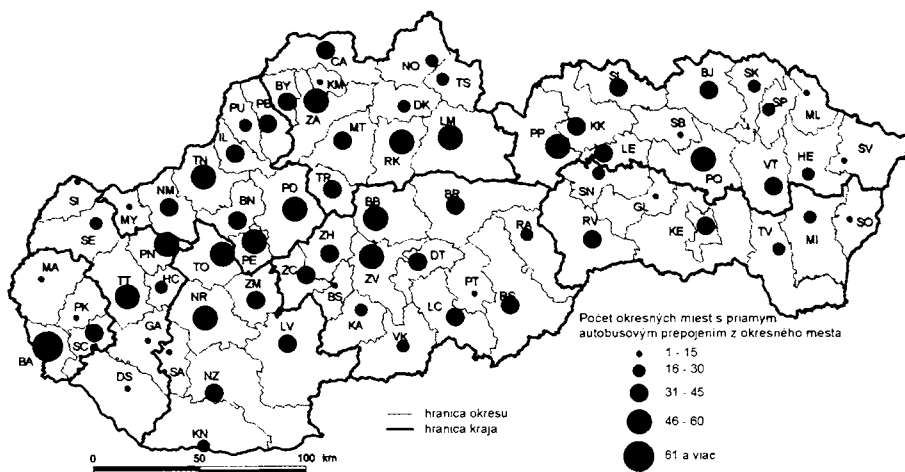 CA
NO
TS
BY
KM
ZA
DK
PU
PB
IL
MT
RK
LM
SL
BJ
SK
SP
ML
PP
KK
LE
SB
PO
VT
HE
SV
TN
TR
SI
MY
NM
BN
PD
SE
PN
TO
PE
ZH
BB
BR
RA
SN
RV
GL
KE
TV
MI
SO
MA
TT
HC
ZM
ZC
ZV
DT
PT
RS
BS
PK
NR
GA
KA
LC
VK
LV
BA
SC
SA
DS
NZ
KN
Počet okresných miest s priamym
autobusovým prepojením z okresného mesta
1 - 15
16 - 30
31 - 45
46 - 60
61 a viac
hranica okresu
hranica kraja
0 50 km 100